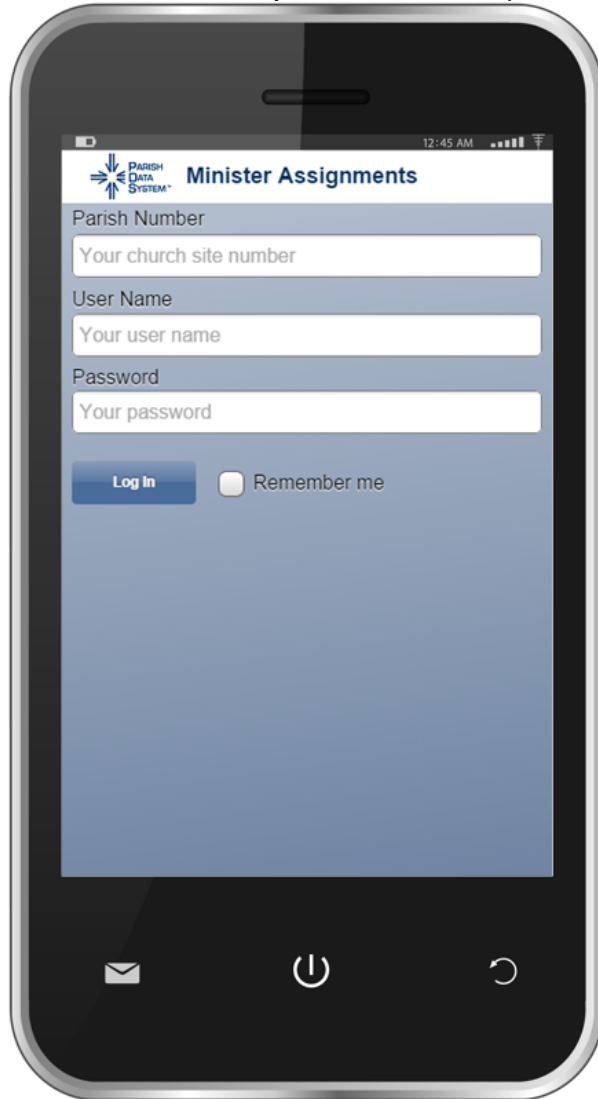 12:45 AM
PARISH
DATA
SYSTEM™
Minister Assignments
Parish Number
Your church site number
User Name
Your user name
Password
Your password
Log In
Remember me